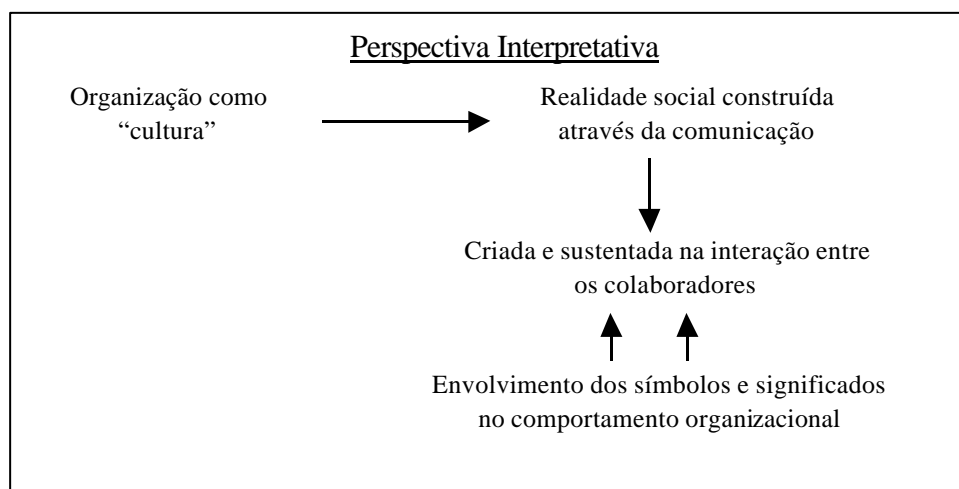 Perspectiva Interpretativa
Organização como
“cultura”
Realidade social construída
através da comunicação
Criada e sustentada na interação entre
os colaboradores
Envolvimento dos símbolos e significados
no comportamento organizacional